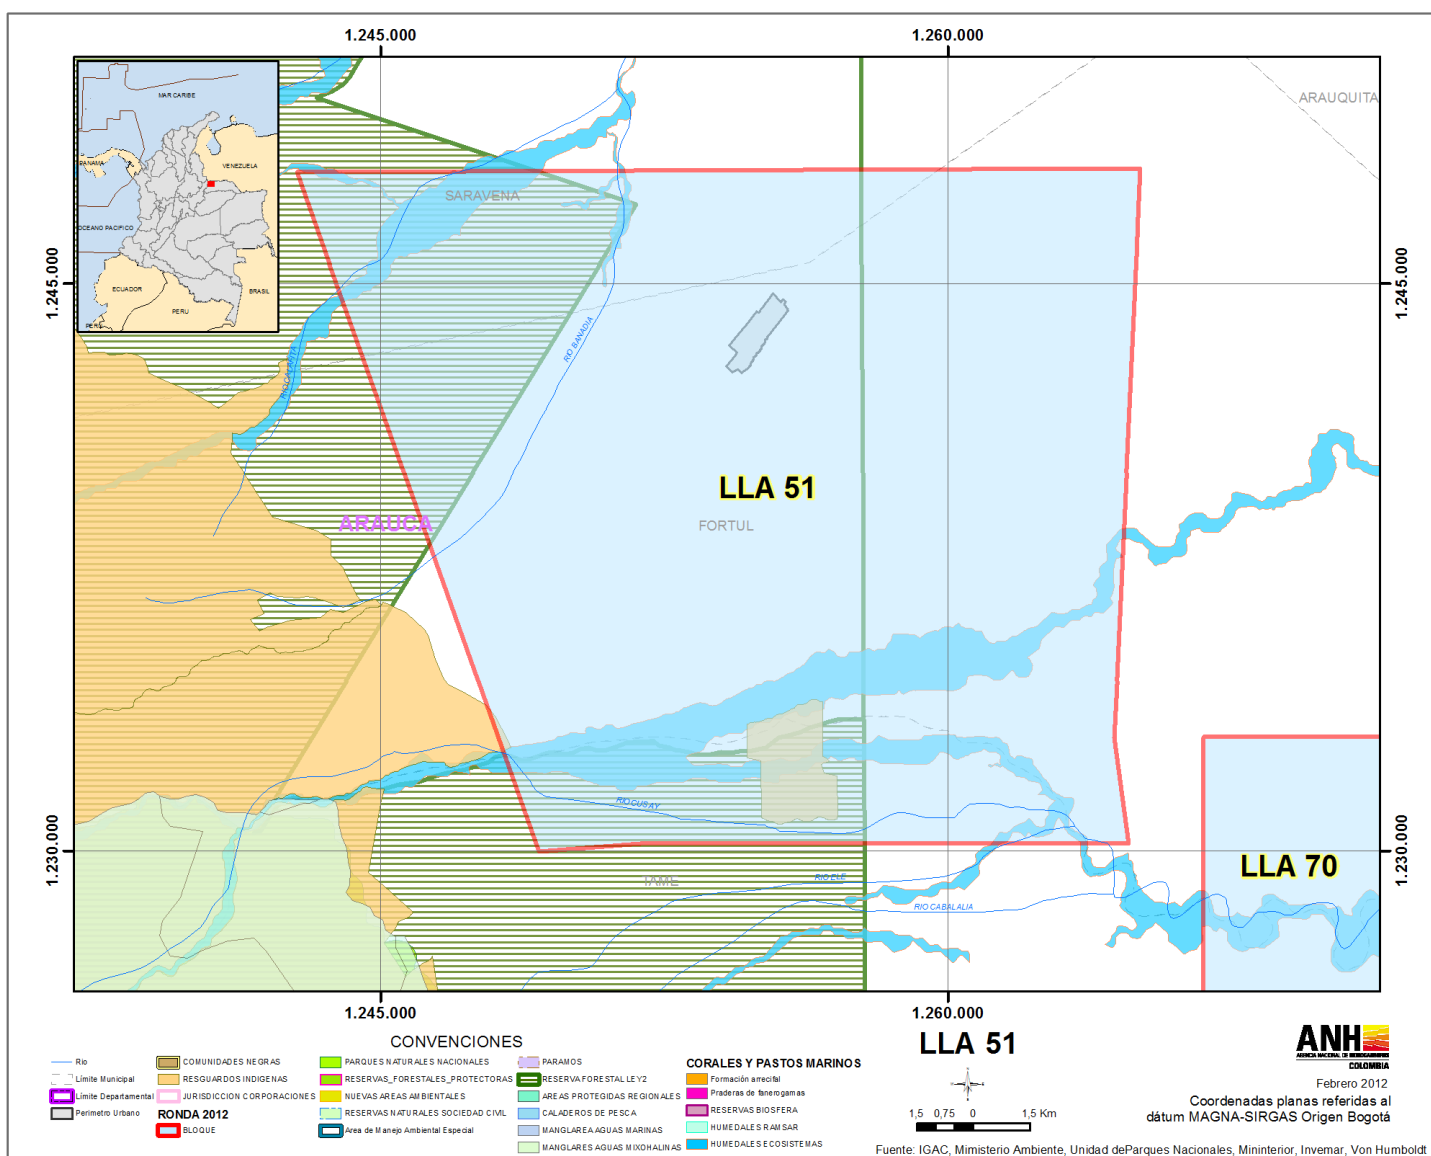 1.245.000
1.260.000
MAR CARIBE
PANAMA
VENEZUELA
OCEANO PACIFICO
ECUADOR
BRASIL
PERU
ARAUQUITA
SARAVENA
1.245.000
1.245.000
RIO BANADIA
LLA 51
FORTUL
ARAUCA
RIO CUSAY
1.230.000
1.230.000
LLA 70
TAME
RIO ELE
RIO CABALALIA
1.245.000
1.260.000
CONVENCIONES
Rio
Límite Municipal
Límite Departamental
Perimetro Urbano
COMUNIDADES NEGRAS
RESGUARDOS INDIGENAS
JURISDICCION CORPORACIONES
RONDA 2012
BLOQUE
PARQUES NATURALES NACIONALES
RESERVAS_FORESTALES_PROTECTORAS
NUEVAS AREAS AMBIENTALES
RESERVAS NATURALES SOCIEDAD CIVIL
Area de Manejo Ambiental Especial
PARAMOS
RESERVA FORESTAL LEY2
AREAS PROTEGIDAS REGIONALES
CALADEROS DE PESCA
MANGLAREA AGUAS MARINAS
MANGLARES AGUAS MIXOHALINAS
CORALES Y PASTOS MARINOS
Formación arrecifal
Praderas de fanerogamas
RESERVAS BIOSFERA
HUMEDALES RAMSAR
HUMEDALES ECOSISTEMAS
LLA 51
1,5 0,75 0 1,5 Km
ANH
AGENCIA NACIONAL DE HIDROCARBUROS
COLOMBIA
Febrero 2012
Coordenadas planas referidas al
dátum MAGNA-SIRGAS Origen Bogotá
Fuente: IGAC, Mimisterio Ambiente, Unidad deParques Nacionales, Mininterior, Invemar, Von Humboldt